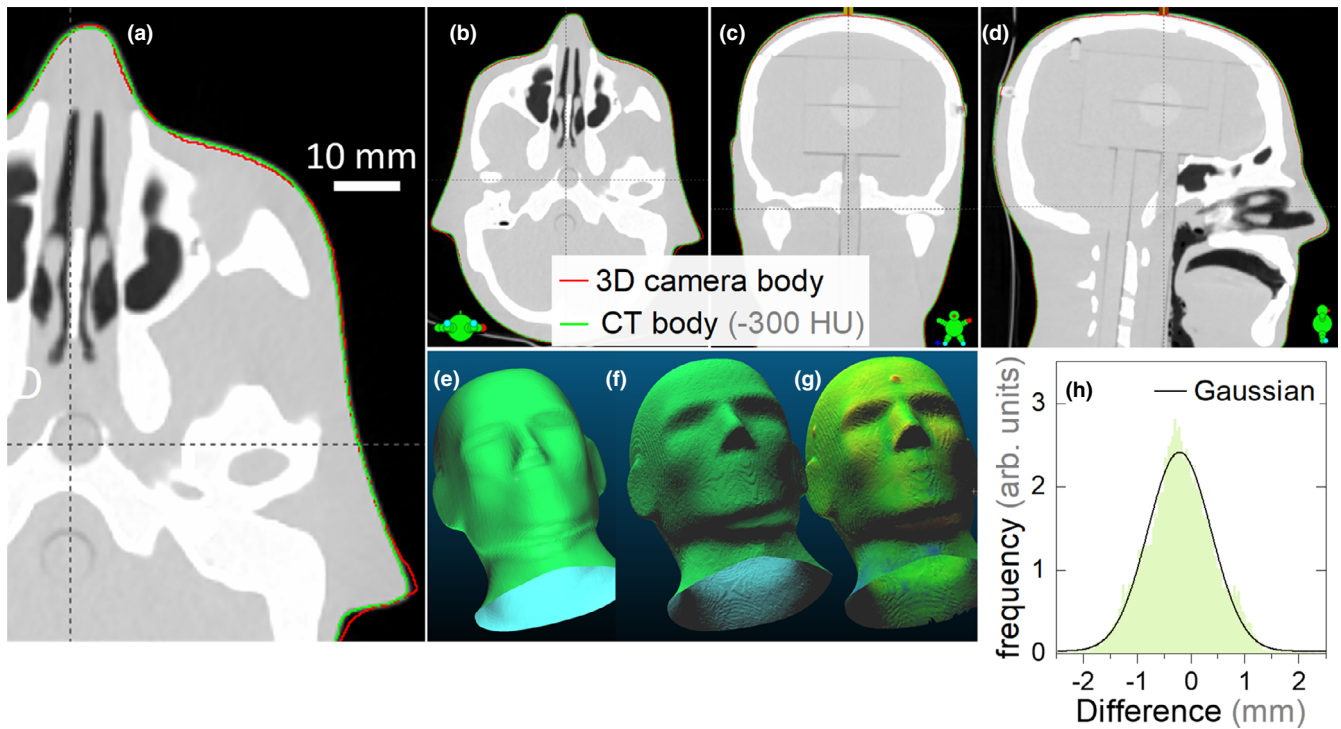 (a)
10 mm
D
(b)
(c)
(d)
3D camera body
CT body (-300 HU)
(e)
(f)
(g)
(h)
Gaussian
frequency (arb. units)
3
2
1
0
-2 -1 0 1 2
Difference (mm)